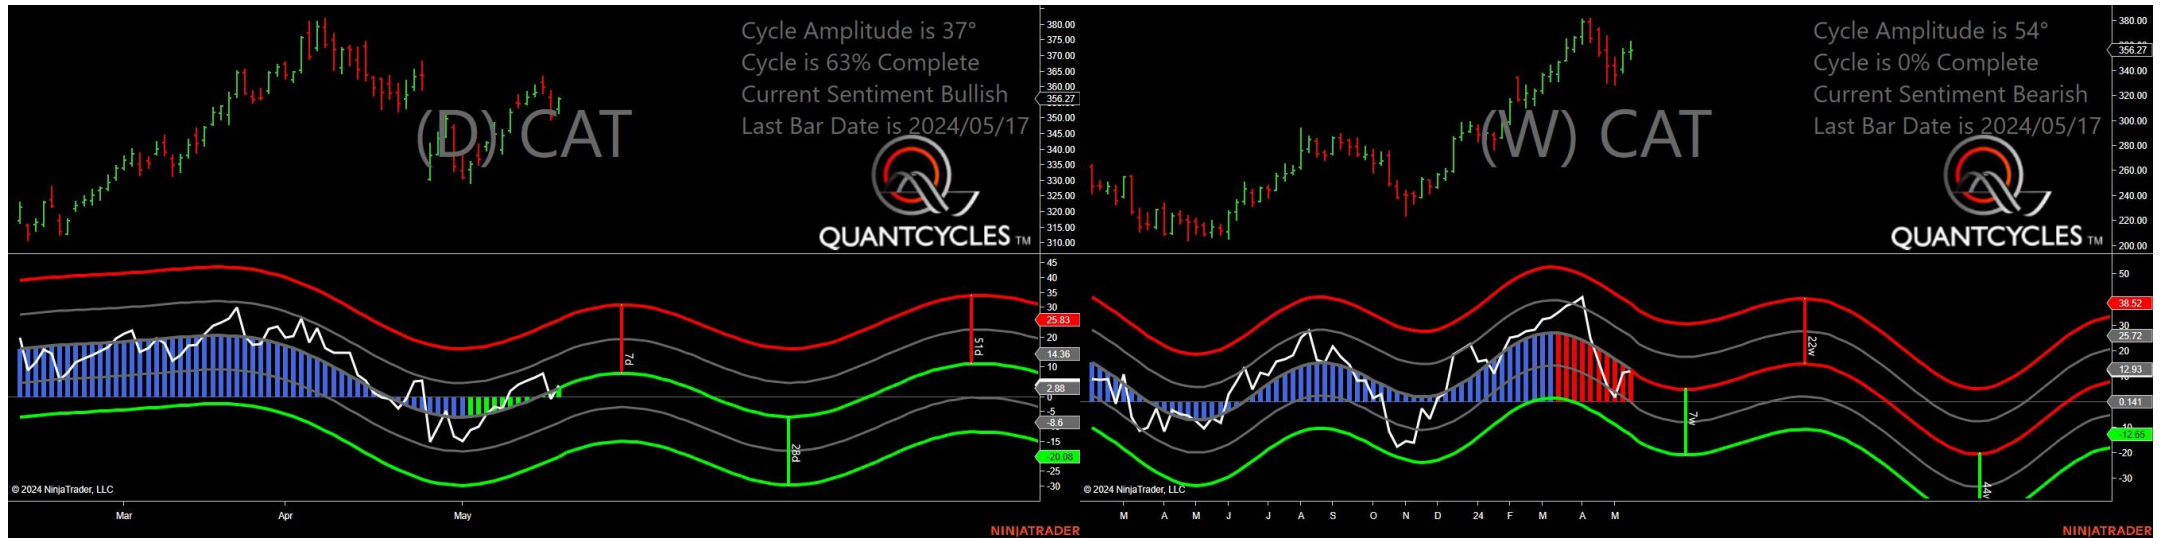 Cycle Amplitude is 37°
Cycle is 63% Complete
Current Sentiment Bullish
Last Bar Date is 2024/05/17
(D) CAT
QUANTCYCLES TM
380.00
375.00
370.00
365.00
360.00
356.27
350.00
345.00
340.00
335.00
330.00
325.00
320.00
315.00
310.00
45
40
35
30
25.83
20
14.36
10
2.88
0
-5
-8.6
-15
-20.08
-25
-30
7d
28d
51d
© 2024 NinjaTrader, LLC
Mar Apr May
NINJATRADER
Cycle Amplitude is 54°
Cycle is 0% Complete
Current Sentiment Bearish
Last Bar Date is 2024/05/17
(W) CAT
QUANTCYCLES TM
380.00
356.27
340.00
320.00
300.00
280.00
260.00
240.00
220.00
200.00
50
38.52
30
25.72
20
12.93
0.141
-12.65
-20
-30
22w
7w
44w
© 2024 NinjaTrader, LLC
M A M J J A S O N D 24 F M A M
NINJATRADER